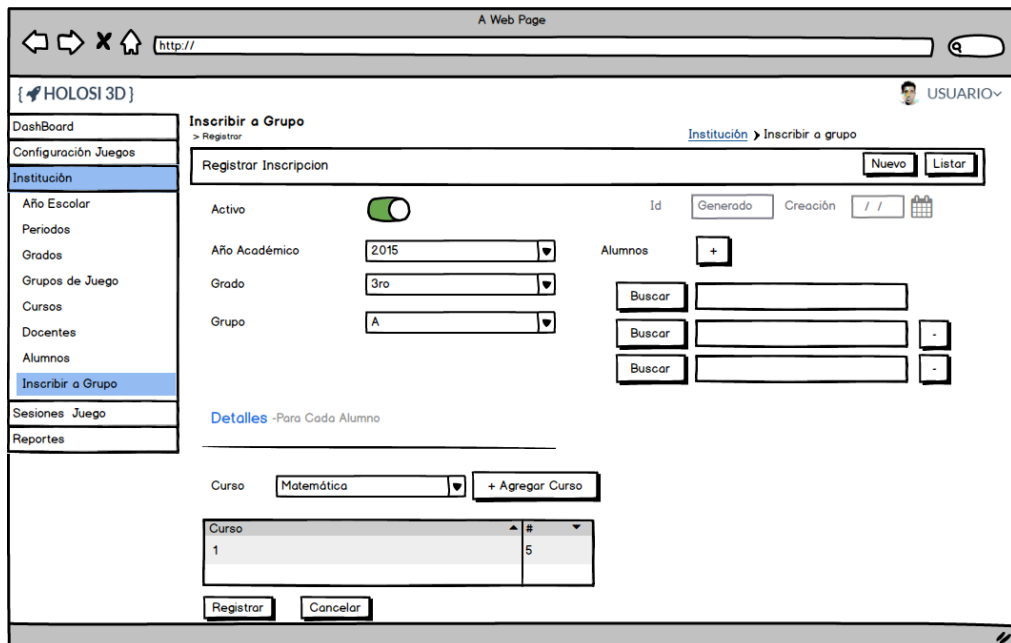 A Web Page
http://
{ HOLOSI 3D }
USUARIO
DashBoard
Configuración Juegos
Institución
Año Escolar
Periodos
Grados
Grupos de Juego
Cursos
Docentes
Alumnos
Inscribir a Grupo
Sesiones Juego
Reportes
Inscribir a Grupo
> Registrar
Institución > Inscribir a grupo
Registrar Inscripcion
Nuevo
Listar
Activo
Id
Generado
Creación
/ /
Año Académico
2015
Alumnos
+
Grado
3ro
Buscar
Grupo
A
Buscar
-
Buscar
-
Detalles -Para Cada Alumno
Curso
Matemática
+ Agregar Curso
Curso
#
1
5
Registrar
Cancelar